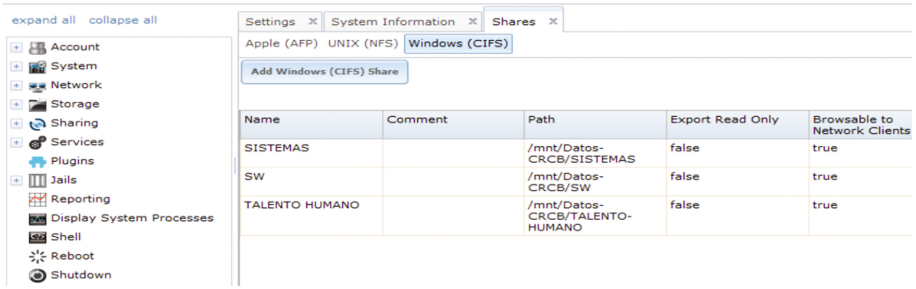 expand all collapse all
Account
System
Network
Storage
Sharing
Services
Plugins
Jails
Reporting
Display System Processes
Shell
Reboot
Shutdown
Settings System Information Shares
Apple (AFP) UNIX (NFS) Windows (CIFS)
Add Windows (CIFS) Share
Name Comment Path Export Read Only Browsable to
Network Clients
SISTEMAS /mnt/Datos- false true
CRCB/SISTEMAS
SW /mnt/Datos- false true
CRCB/SW
TALENTO HUMANO /mnt/Datos- false true
CRCB/TALENTO-
HUMANO